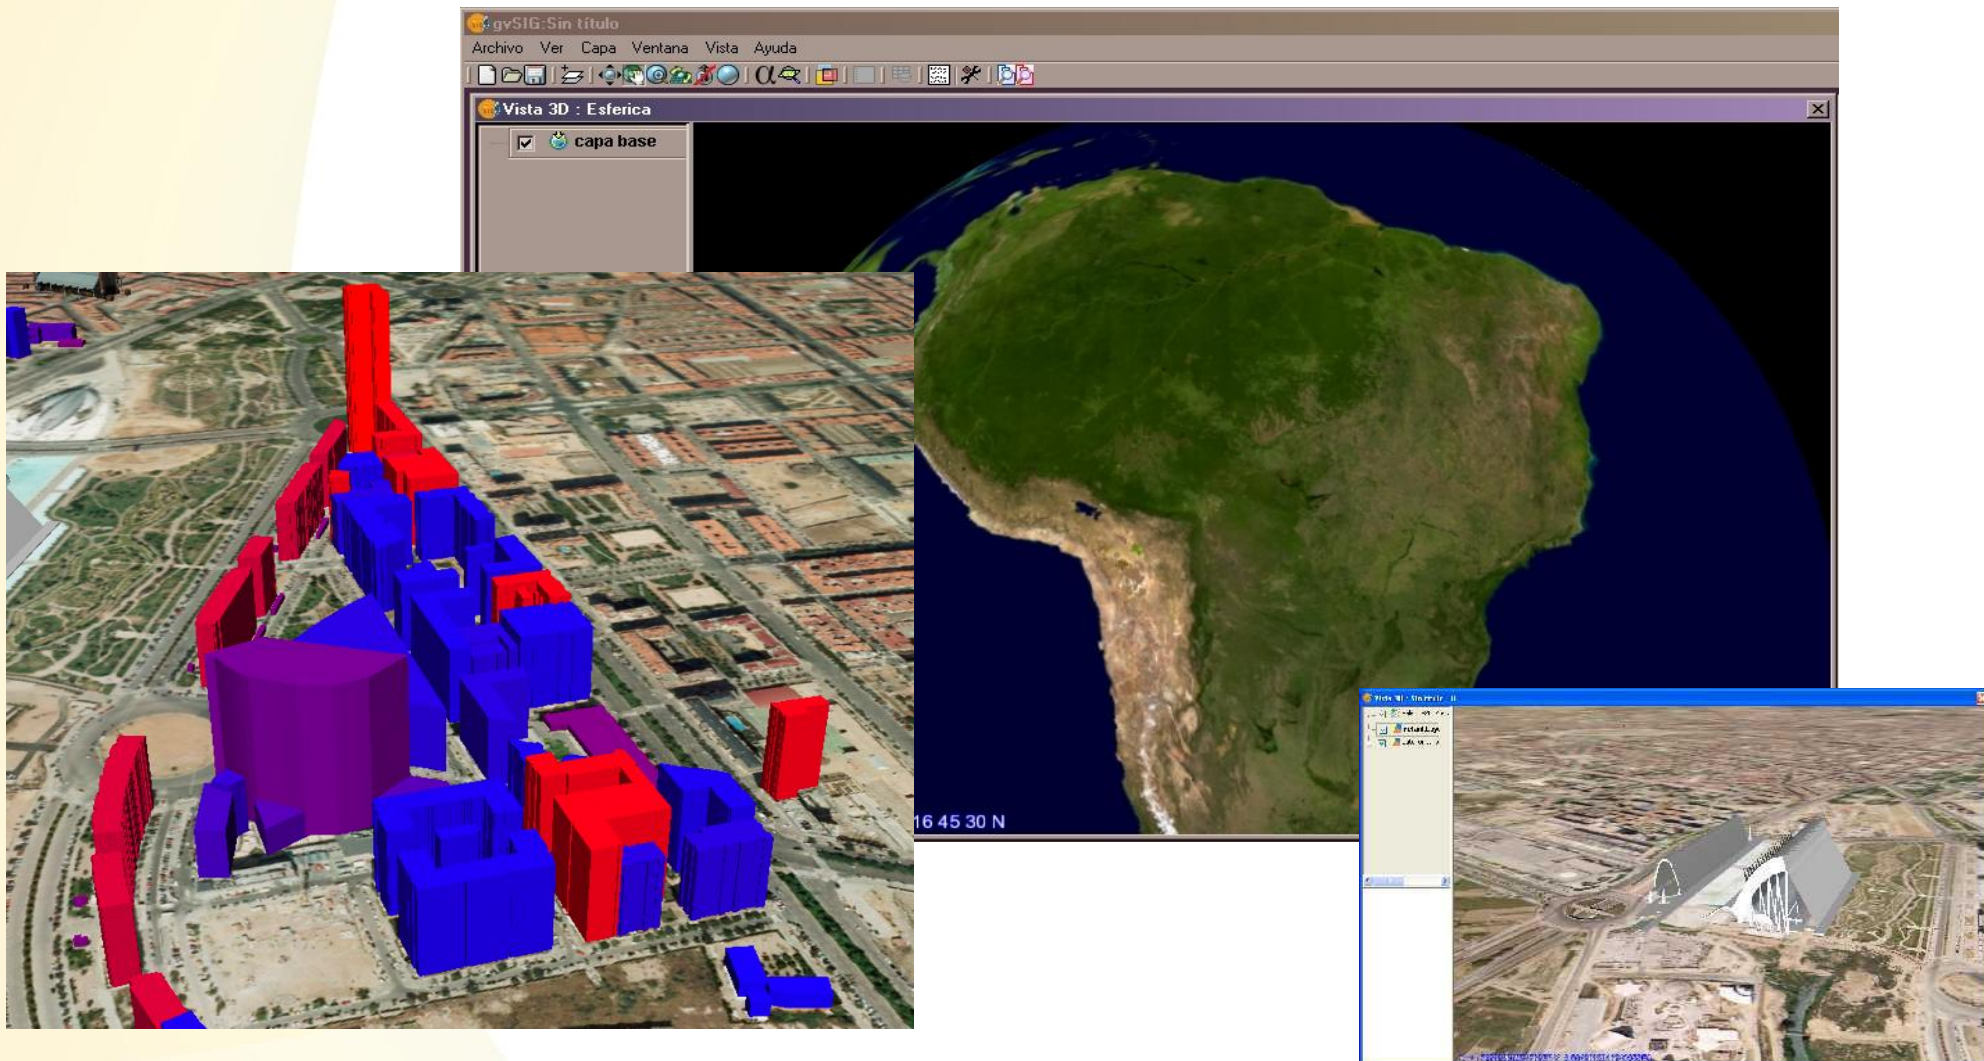 gvSIG:Sin título
Archivo Ver Capa Ventana Vista Ayuda
Vista 3D : Esferica
capa base
16 45 30 N